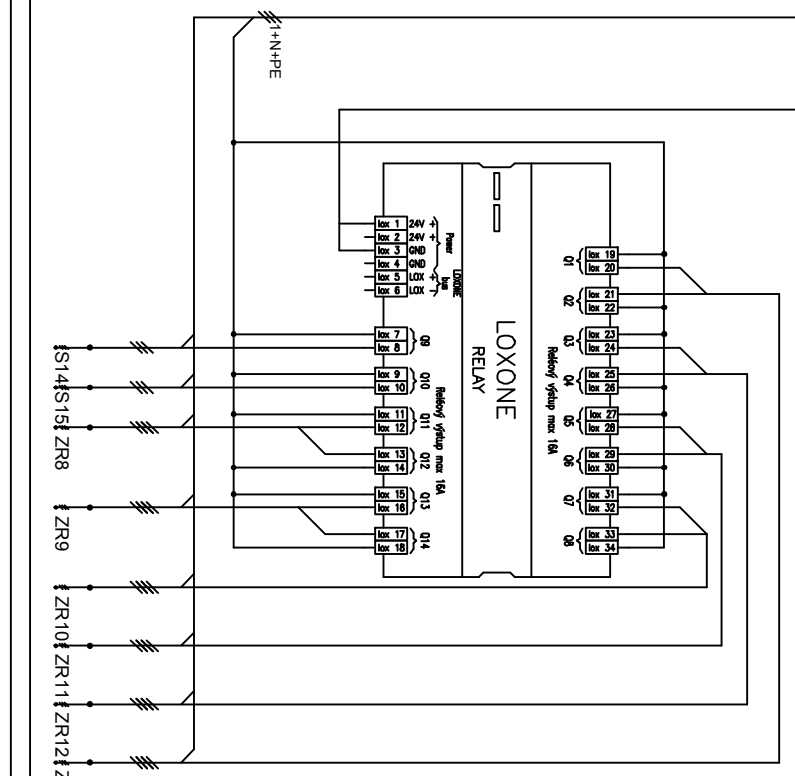 1+N+PE
lox 1 24V +
lox 2 24V +
lox 3 GND
lox 4 GND
lox 5 LOX +
lox 6 LOX -
Power
LOXONE
bus
lox 7
lox 8
Q9
lox 9
lox 10
Q10
lox 11
lox 12
Q11
lox 13
lox 14
Q12
lox 15
lox 16
Q13
lox 17
lox 18
Q14
Reléový výstup max 16A
LOXONE
RELAY
Reléový výstup max 16A
Q1
lox 19
lox 20
Q2
lox 21
lox 22
Q3
lox 23
lox 24
Q4
lox 25
lox 26
Q5
lox 27
lox 28
Q6
lox 29
lox 30
Q7
lox 31
lox 32
Q8
lox 33
lox 34
S14
S15
ZR8
ZR9
ZR10
ZR11
ZR12